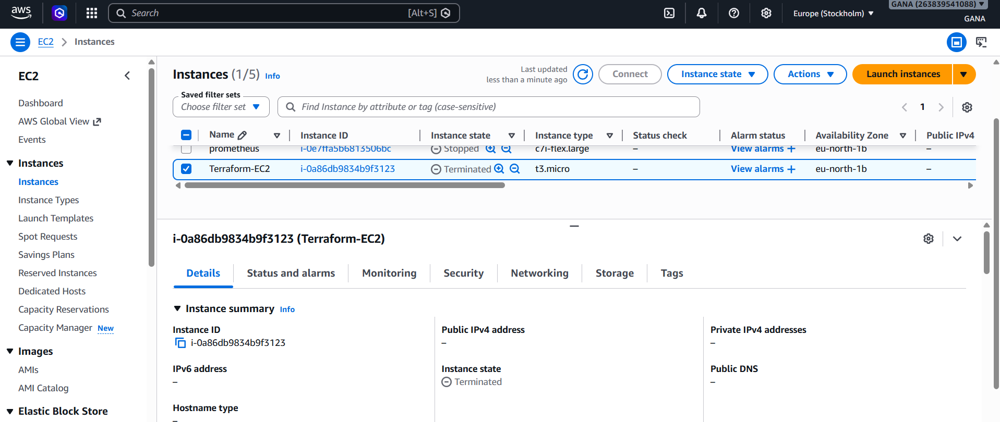 aws
Search [Alt+S]
Europe (Stockholm)
GANA (263839541088)
GANA
EC2 Instances
EC2
Dashboard
AWS Global View
Events
Instances
Instances
Instance Types
Launch Templates
Spot Requests
Savings Plans
Reserved Instances
Dedicated Hosts
Capacity Reservations
Capacity Manager New
Images
AMIs
AMI Catalog
Elastic Block Store
Instances (1/5) Info
Last updated
less than a minute ago
Connect
Instance state
Actions
Launch instances
Saved filter sets
Choose filter set
Find Instance by attribute or tag (case-sensitive)
1
Name Instance ID Instance state Instance type Status check Alarm status Availability Zone Public IPv4
prometheus i-0e7ffa5b6813506bc Stopped c7i-flex.large – View alarms + eu-north-1b –
Terraform-EC2 i-0a86db9834b9f3123 Terminated t3.micro – View alarms + eu-north-1b –
i-0a86db9834b9f3123 (Terraform-EC2)
Details
Status and alarms
Monitoring
Security
Networking
Storage
Tags
Instance summary Info
Instance ID
i-0a86db9834b9f3123
Public IPv4 address
–
Private IPv4 addresses
–
IPv6 address
–
Instance state
Terminated
Public DNS
–
Hostname type
–